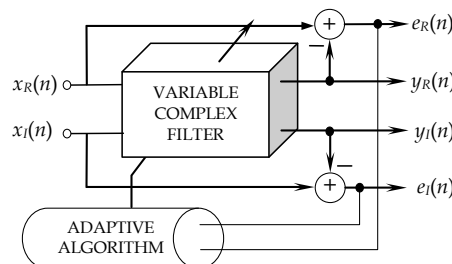 e_R(n)
x_R(n)
VARIABLE
COMPLEX
FILTER
y_R(n)
x_I(n)
y_I(n)
e_I(n)
ADAPTIVE
ALGORITHM